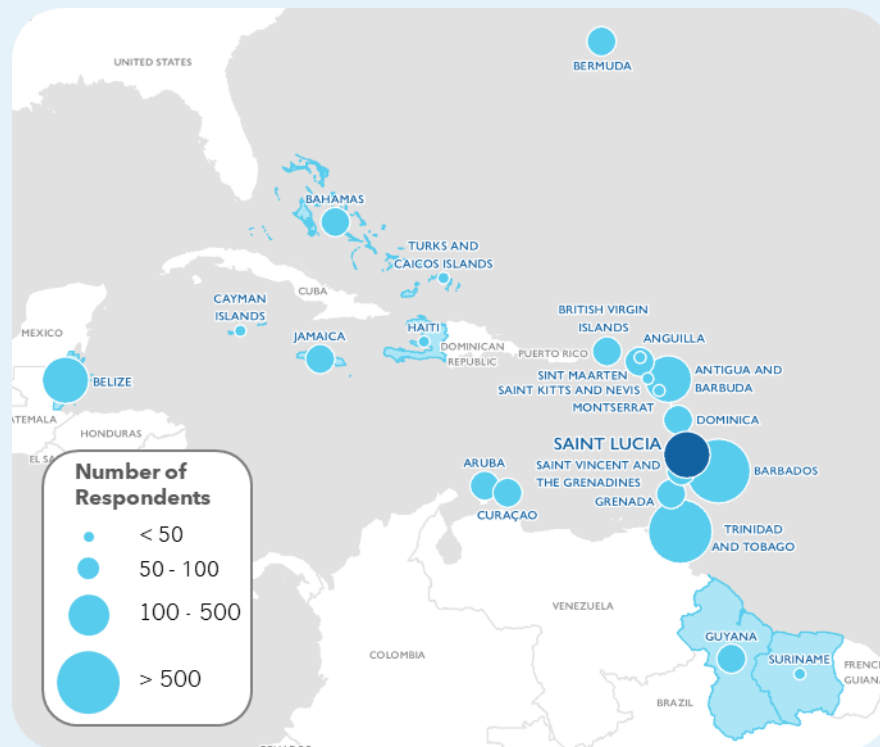 UNITED STATES
BERMUDA
BAHAMAS
TURKS AND
CAICOS ISLANDS
CUBA
CAYMAN
ISLANDS
MEXICO
JAMAICA
HAITI
DOMINICAN
REPUBLIC
PUERTO RICO
BRITISH VIRGIN
ISLANDS
ANGUILLA
SINT MAARTEN
SAINT KITTS AND NEVIS
MONTSERRAT
ANTIGUA AND
BARBUDA
BELIZE
ATEMALA
HONDURAS
EL SA
DOMINICA
SAINT LUCIA
SAINT VINCENT AND
THE GRENADINES
BARBADOS
GRENADA
ARUBA
CURAÇAO
TRINIDAD
AND TOBAGO
VENEZUELA
COLOMBIA
GUYANA
SURINAME
FRENC
GUIANA
BRAZIL
Number of
Respondents
< 50
50 - 100
100 - 500
> 500